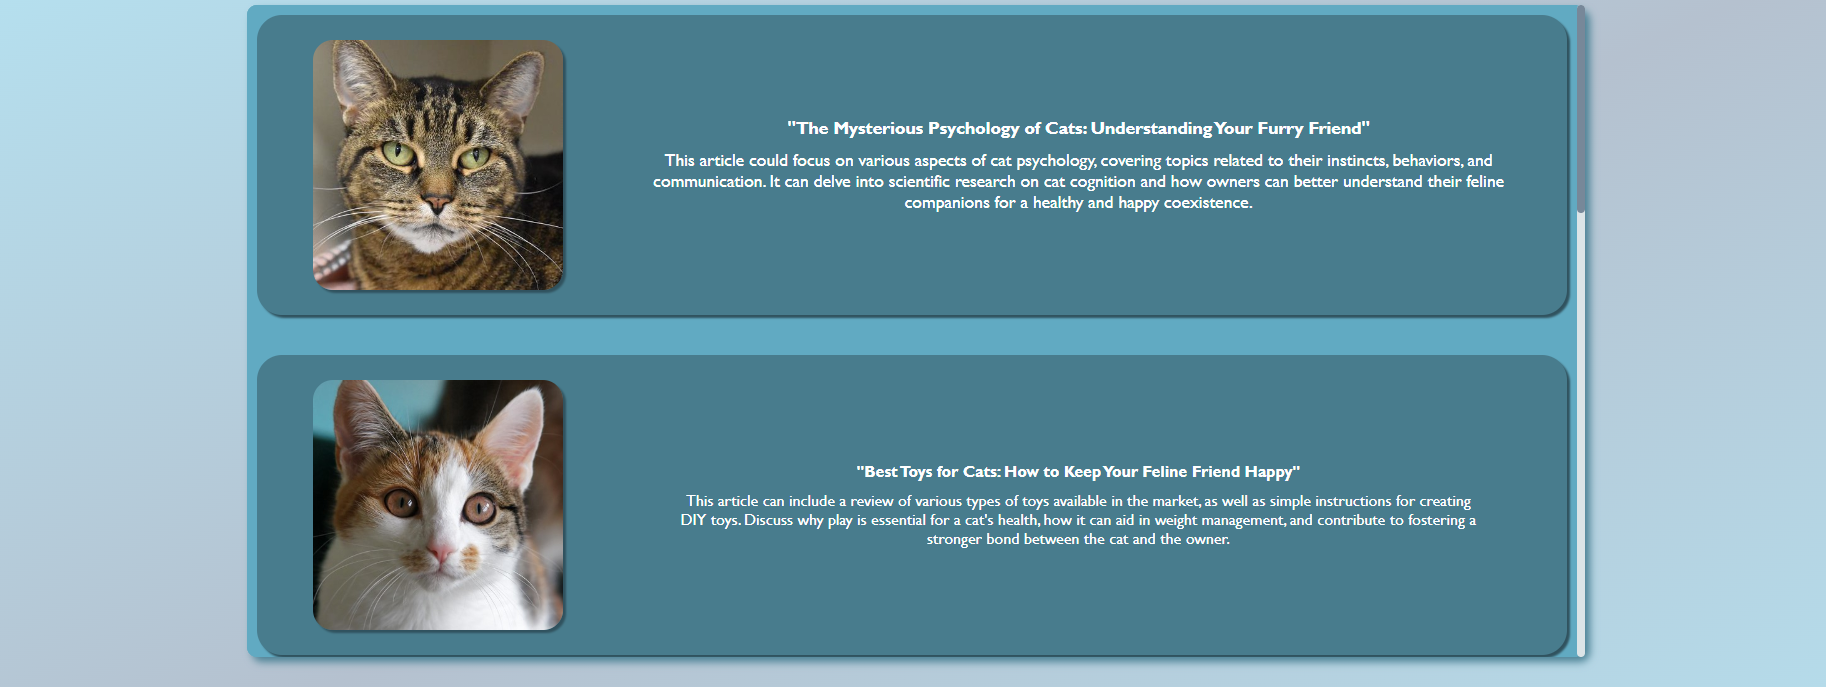 "The Mysterious Psychology of Cats: Understanding Your Furry Friend"
This article could focus on various aspects of cat psychology, covering topics related to their instincts, behaviors, and
communication. It can delve into scientific research on cat cognition and how owners can better understand their feline
companions for a healthy and happy coexistence.
"Best Toys for Cats: How to Keep Your Feline Friend Happy"
This article can include a review of various types of toys available in the market, as well as simple instructions for creating
DIY toys. Discuss why play is essential for a cat's health, how it can aid in weight management, and contribute to fostering a
stronger bond between the cat and the owner.